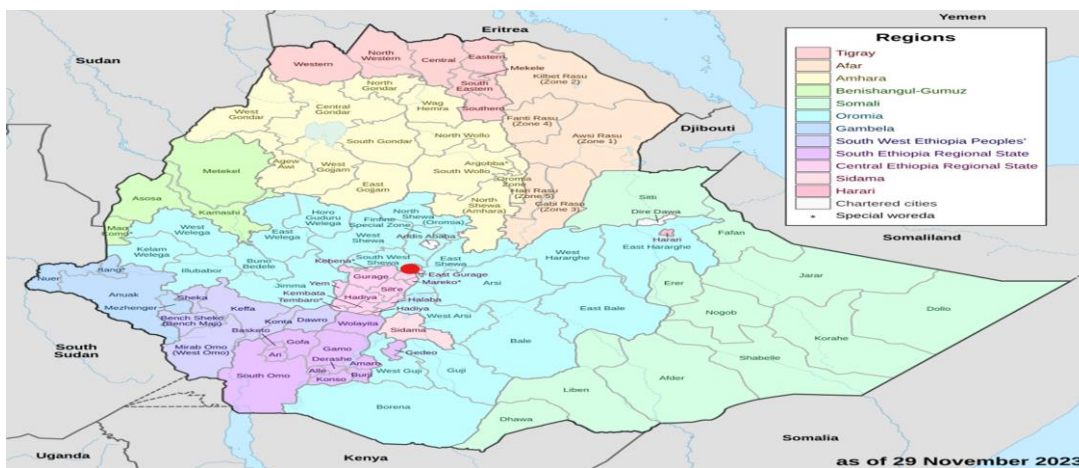 Yemen
Eritrea
Sudan
Regions
Tigray
Afar
Amhara
Benishangul-Gumuz
Somali
Oromia
Gambela
South West Ethiopia Peoples'
South Ethiopia Regional State
Central Ethiopia Regional State
Sidama
Harari
Chartered cities
* Special woreda
Western
North
Western
Central
Eastern
Mekele
South
Eastern
Southern
Kilbet Rasu
(Zone 2)
Fanti Rasu
(Zone 4)
Awsi Rasu
(Zone 1)
Hari Rasu
(Zone 5)
Gabi Rasu
(Zone 3)
Djibouti
North
Gondar
West
Gondar
Central
Gondar
Wag
Hemra
South Gondar
North Wollo
Argobba*
South Wollo
Oromia
Zone
Agew
Awi
West
Gojjam
East
Gojjam
North
Shewa
(Amhara)
Metekel
Asosa
Kamashi
Mao
Komo*
Sitti
Dire Dawa
Harari
East Hararghe
Fafan
Somaliland
Horo
Guduru
Welega
Finfine
Special Zone
North
Shewa
(Oromia)
Addis Ababa
West
Welega
East
Welega
West
Shewa
Kelam
Welega
Buno
Bedele
Illubabor
Kebena*
South West
Shewa
East
Shewa
West
Hararghe
Jimma
Yem
Gurage
East Gurage
Mareko*
Arsi
Silt'e
Kembata
Tembaro*
Hadiya
Halaba
Hadiya
Itang*
Nuer
Anuak
Mezhenger
Sheka
Keffa
Bench Sheko
(Bench Maji)
Konta
Dawro
Wolayita
West Arsi
Sidama
East Bale
Bale
Erer
Jarar
Nogob
Dollo
Korahe
Shabelle
Afder
Liben
Dhawa
South
Sudan
Mirab Omo
(West Omo)
Basketo
Gofa
Gamo
Gedeo
Ari
Derashe
Amaro
Alle
Konso
Burji
West Guji
Guji
South Omo
Borena
Uganda
Kenya
Somalia
as of 29 November 2023